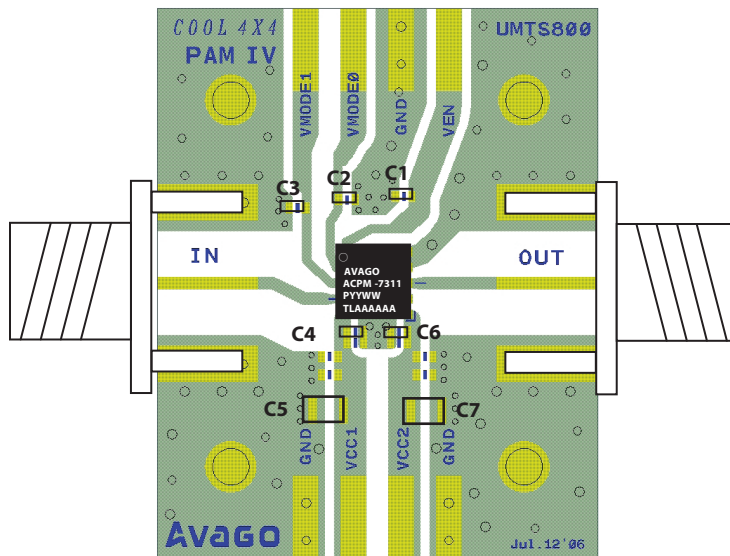 COOL 4X4
UMTS800
PAM IV
VMODE1
VMODE0
GND
VEN
C3
C2
C1
IN
OUT
AVAGO
ACPM -7311
PYYWW
TLAAAAAA
C4
C6
C5
C7
GND
VCC1
VCC2
GND
AVAGO
Jul.12'06